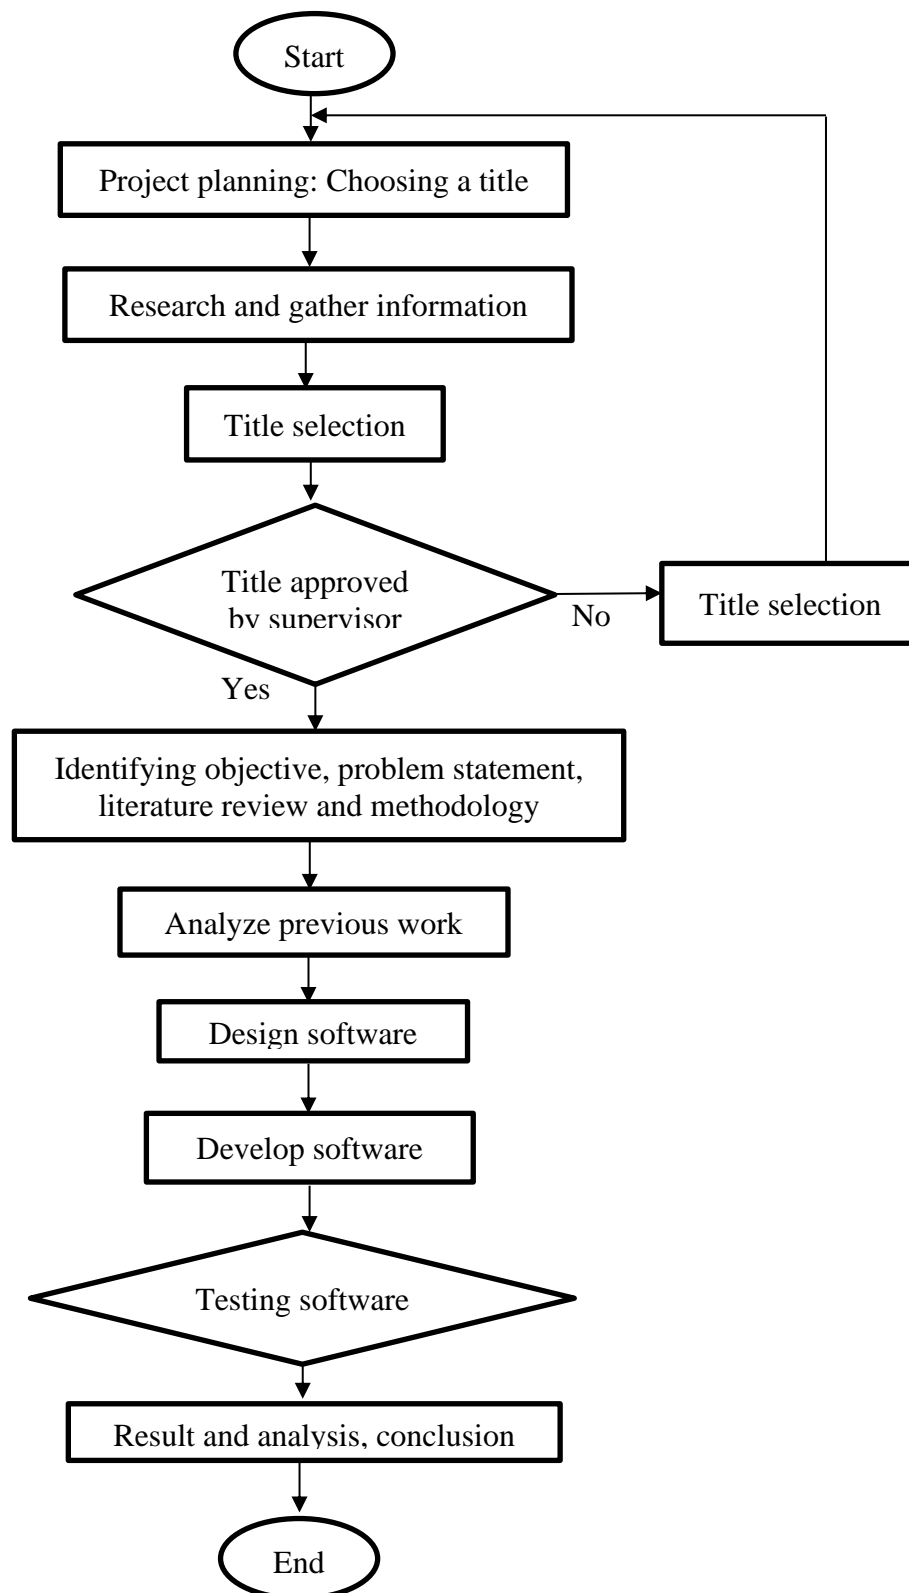 Start
Project planning: Choosing a title
Research and gather information
Title selection
Title approved
by supervisor
No
Title selection
Yes
Identifying objective, problem statement,
literature review and methodology
Analyze previous work
Design software
Develop software
Testing software
Result and analysis, conclusion
End